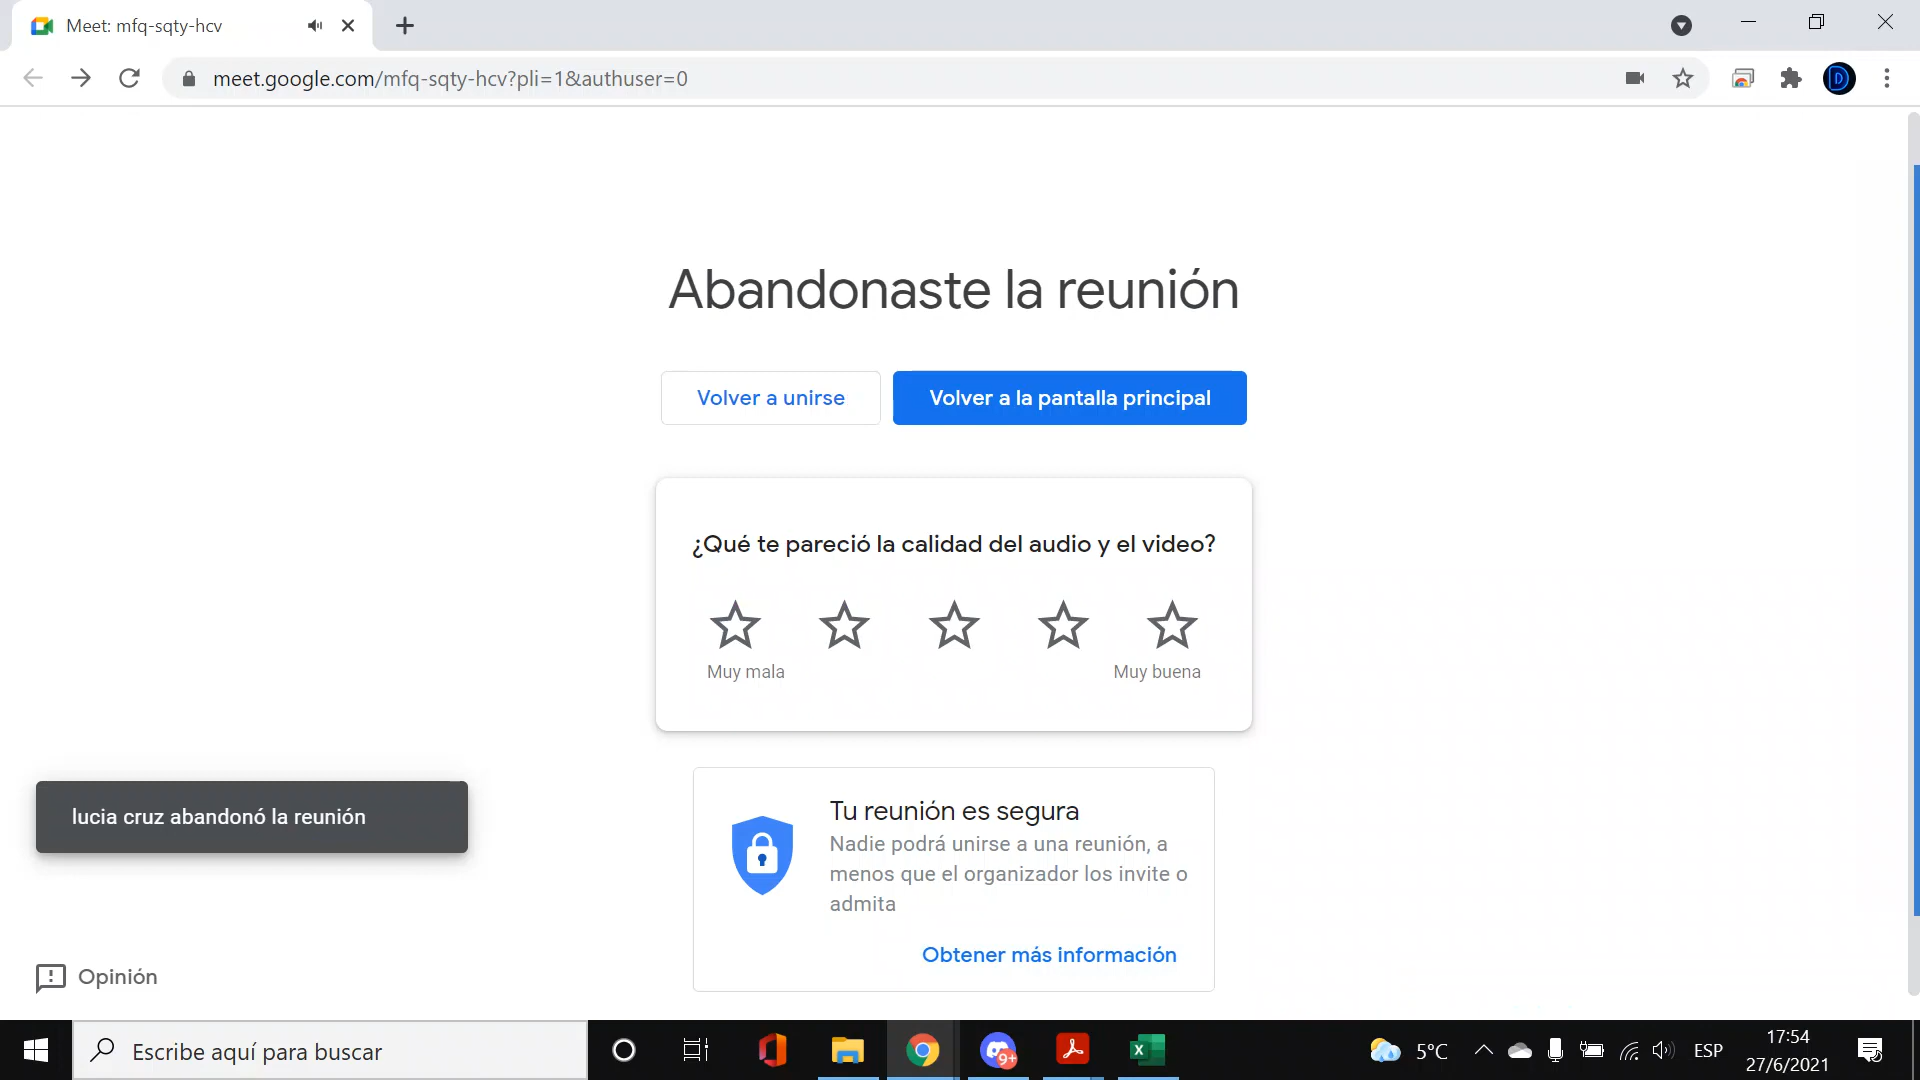 Meet: mfq-sqty-hcv
meet.google.com/mfq-sqty-hcv?pli=1&authuser=0
D
Abandonaste la reunión
Volver a unirse
Volver a la pantalla principal
¿Qué te pareció la calidad del audio y el video?
Muy mala
Muy buena
lucia cruz abandonó la reunión
Tu reunión es segura
Nadie podrá unirse a una reunión, a
menos que el organizador los invite o
admita
Obtener más información
Opinión
Escribe aquí para buscar
9+
X
5°C
ESP
17:54
27/6/2021